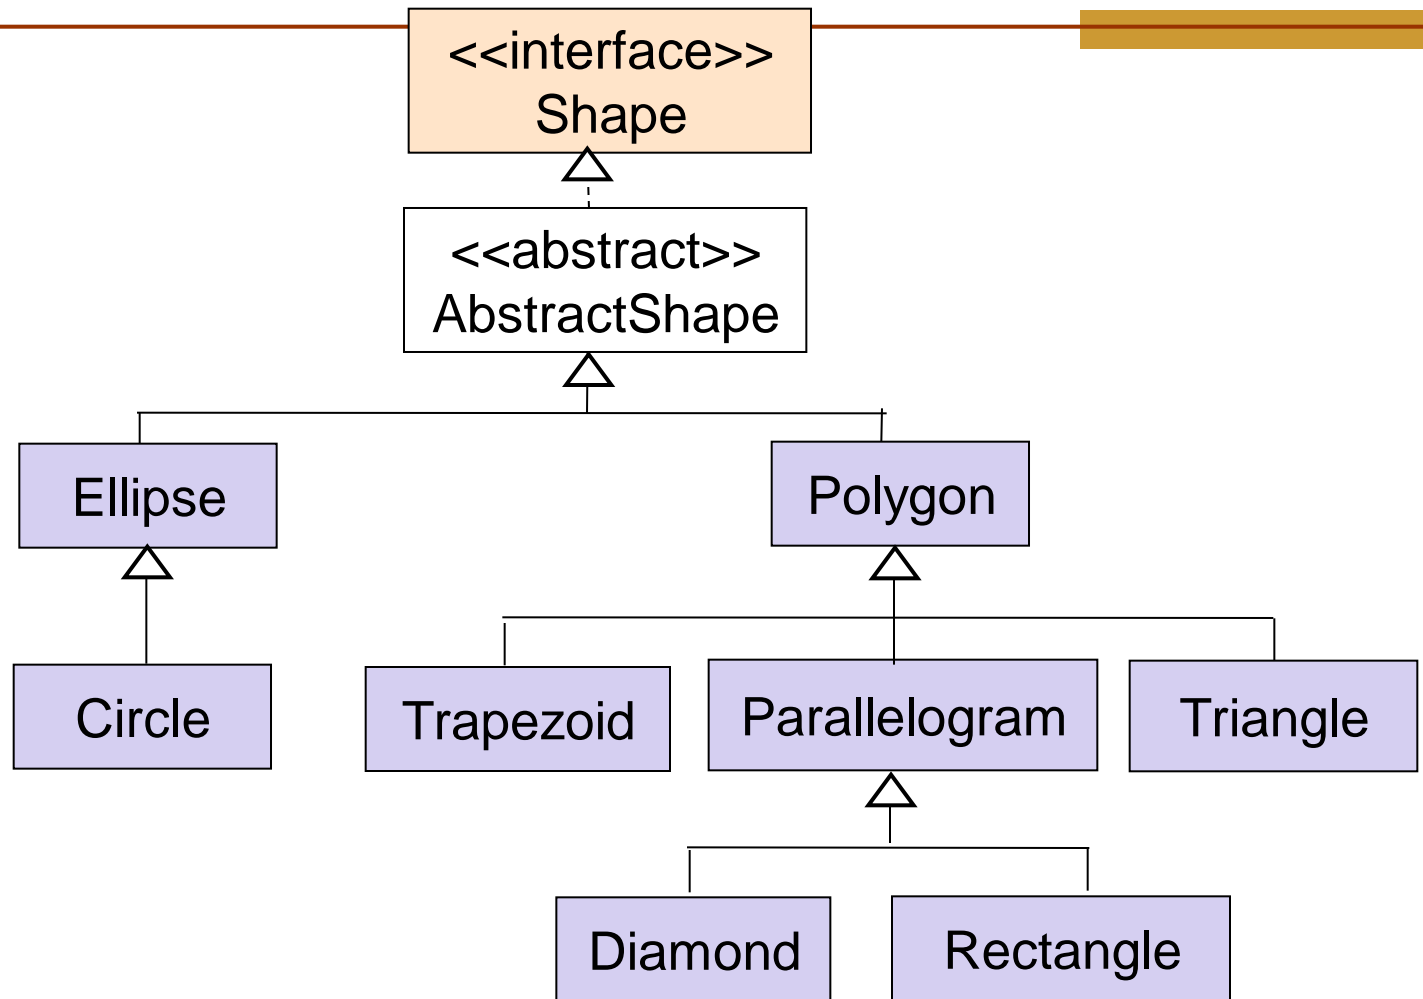 <<interface>>
Shape
<<abstract>>
AbstractShape
Ellipse
Polygon
Circle
Trapezoid
Parallelogram
Triangle
Diamond
Rectangle